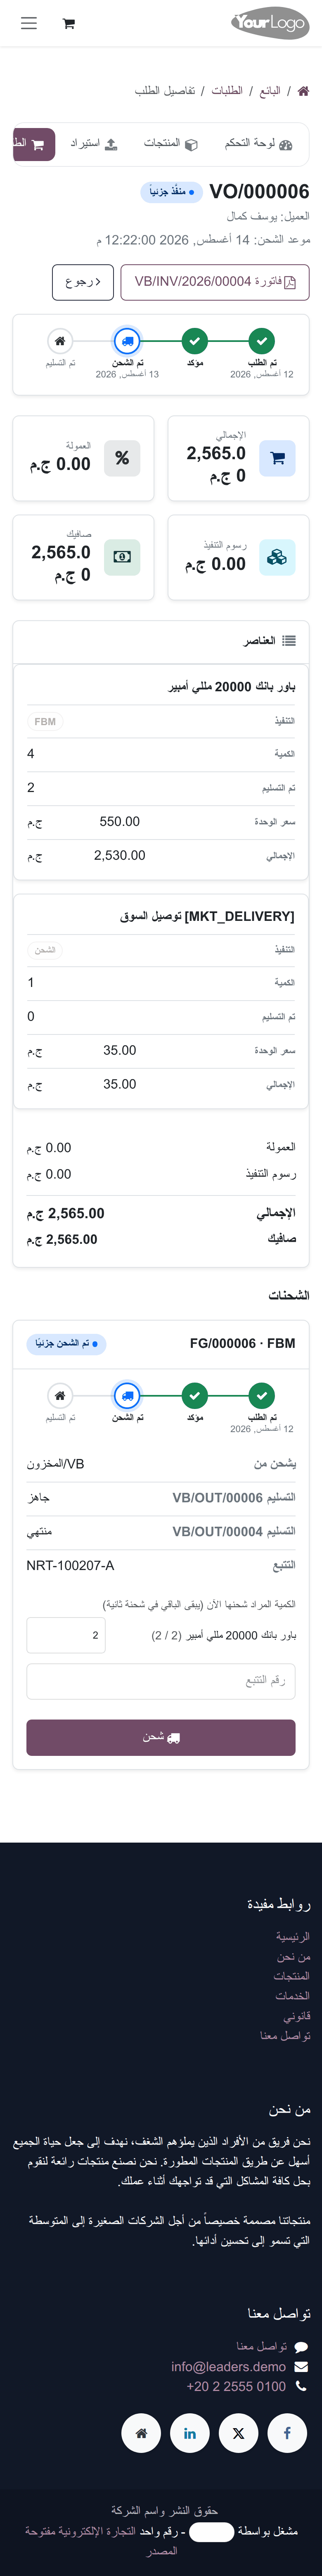 YourLogo
البائع / الطلبات / تفاصيل الطلب
لوحة التحكم
المنتجات
استيراد
VO/000006
منفَّذ جزئياً
العميل: يوسف كمال
موعد الشحن: 14 أغسطس, 2026 12:22:00 م
فاتورة VB/INV/2026/00004
رجوع
تم الطلب
مؤكد
تم الشحن
تم التسليم
12 أغسطس, 2026
13 أغسطس, 2026
الإجمالي
2,565.0
0 ج.م
العمولة
0.00 ج.م
رسوم التنفيذ
0.00 ج.م
صافيك
2,565.0
0 ج.م
العناصر
باور بانك 20000 مللي أمبير
التنفيذ
FBM
الكمية
4
تم التسليم
2
سعر الوحدة
550.00 ج.م
الإجمالي
2,530.00 ج.م
[MKT_DELIVERY] توصيل السوق
التنفيذ
الشحن
الكمية
1
تم التسليم
0
سعر الوحدة
35.00 ج.م
الإجمالي
35.00 ج.م
العمولة
0.00 ج.م
رسوم التنفيذ
0.00 ج.م
الإجمالي
2,565.00 ج.م
صافيك
2,565.00 ج.م
الشحنات
FG/000006 · FBM
تم الشحن جزئيًا
تم الطلب
مؤكد
تم الشحن
تم التسليم
12 أغسطس, 2026
يشحن من
VB/المخزون
التسليم VB/OUT/00006
جاهز
التسليم VB/OUT/00004
منتهي
التتبع
NRT-100207-A
الكمية المراد شحنها الآن (يبقى الباقي في شحنة ثانية)
باور بانك 20000 مللي أمبير (2 / 2)
2
رقم التتبع
شحن
روابط مفيدة
الرئيسية
من نحن
المنتجات
الخدمات
قانوني
تواصل معنا
من نحن
نحن فريق من الأفراد الذين يملؤهم الشغف، نهدف إلى جعل حياة الجميع
أسهل عن طريق المنتجات المطورة. نحن نصنع منتجات رائعة لنقوم
بحل كافة المشاكل التي قد تواجهك أثناء عملك.
منتجاتنا مصممة خصيصاً من أجل الشركات الصغيرة إلى المتوسطة
التي تسمو إلى تحسين أدائها.
تواصل معنا
تواصل معنا
info@leaders.demo
+20 2 2555 0100
حقوق النشر واسم الشركة
مشغل بواسطة
- رقم واحد التجارة الإلكترونية مفتوحة
المصدر